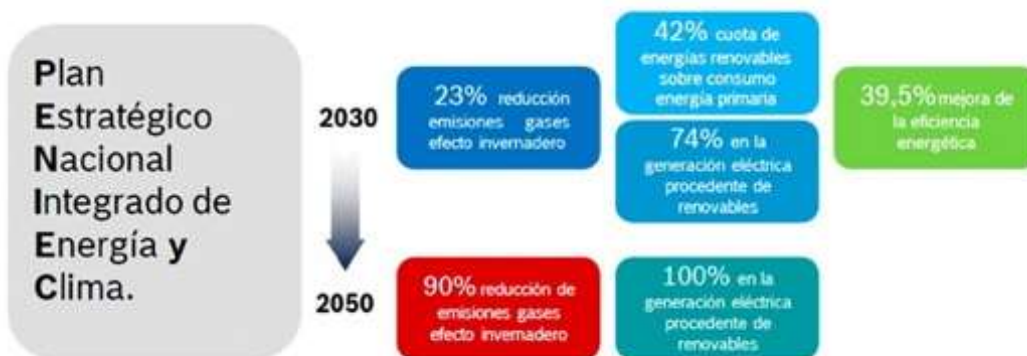 Plan
Estratégico
Nacional
Integrado de
Energía y
Clima.
2030
23% reducción
emisiones gases
efecto invernadero
42% cuota de
energías renovables
sobre consumo
energía primaria
74% en la
generación eléctrica
procedente de
renovables
39,5% mejora de
la eficiencia
energética
2050
90% reducción de
emisiones gases
efecto invernadero
100% en la
generación eléctrica
procedente de
renovables